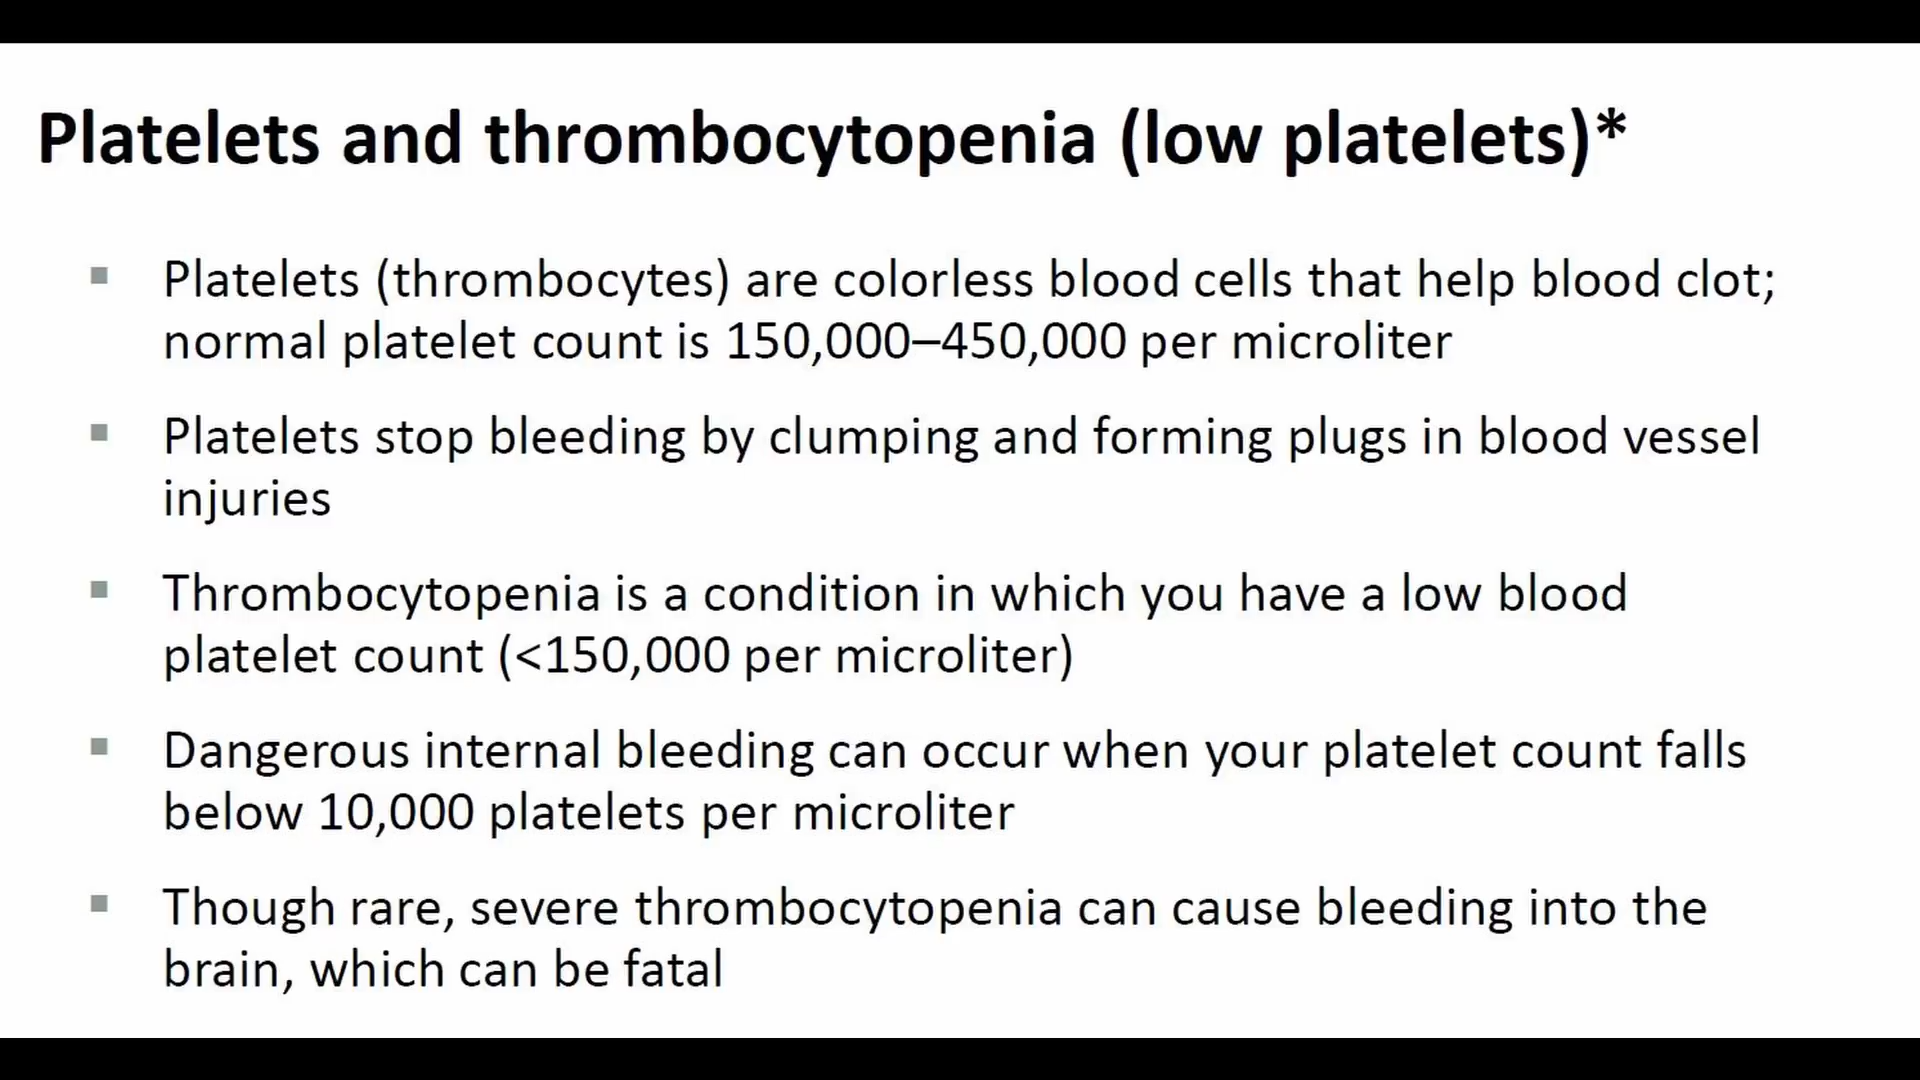 Platelets and thrombocytopenia (low platelets)*
▪ Platelets (thrombocytes) are colorless blood cells that help blood clot;
normal platelet count is 150,000–450,000 per microliter
▪ Platelets stop bleeding by clumping and forming plugs in blood vessel
injuries
▪ Thrombocytopenia is a condition in which you have a low blood
platelet count (<150,000 per microliter)
▪ Dangerous internal bleeding can occur when your platelet count falls
below 10,000 platelets per microliter
▪ Though rare, severe thrombocytopenia can cause bleeding into the
brain, which can be fatal